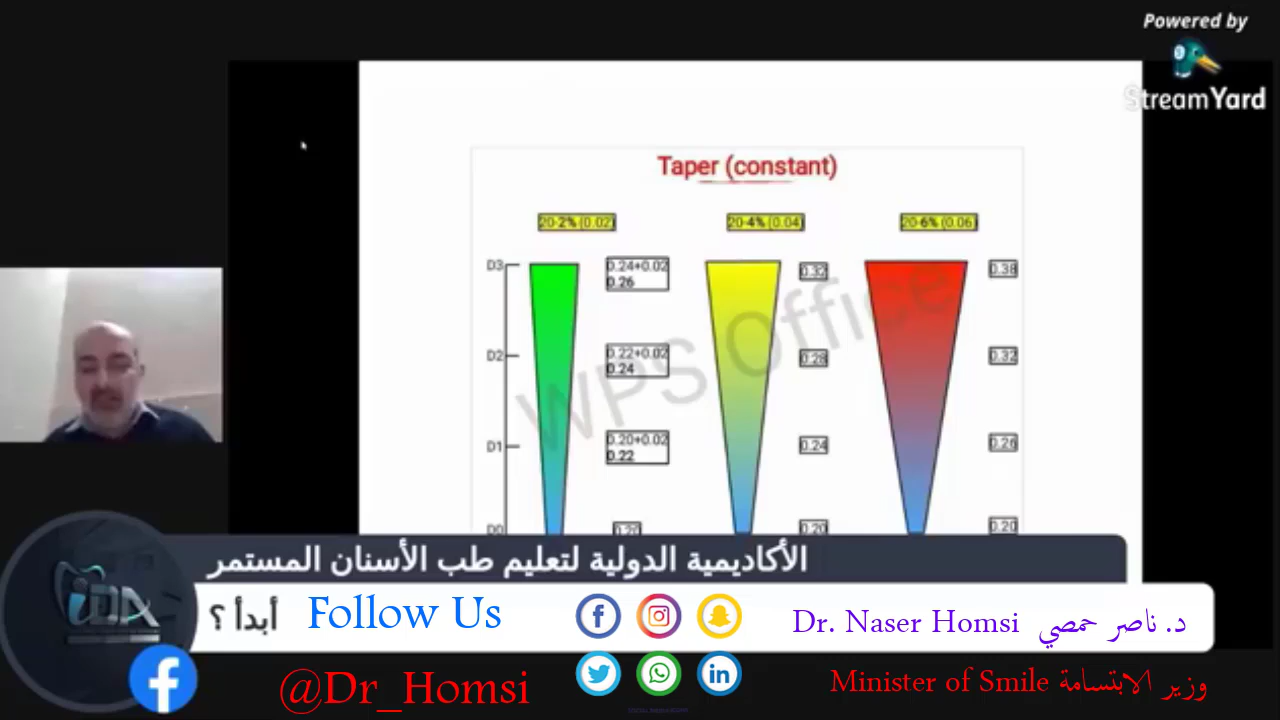 Powered by
StreamYard
Taper (constant)
20-2% (0.02)
20-4% (0.04)
20-6% (0.06)
D3
0.24+0.02
0.26
0.32
0.38
D2
0.22+0.02
0.24
0.28
0.32
D1
0.20+0.02
0.22
0.24
0.26
D0
0.20
0.20
0.20
WPS Office
الأكاديمية الدولية لتعليم طب الأسنان المستمر
iDA
أبدأ ؟
Follow Us
Dr. Naser Homsi د. ناصر حمصي
@Dr_Homsi
Minister of Smile وزير الابتسامة